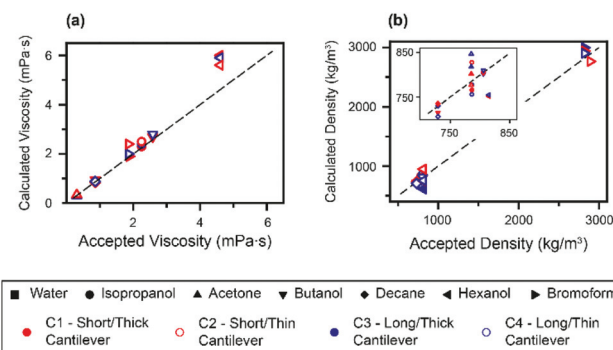 (a)
Calculated Viscosity (mPa·s)
6
4
2
0
2
4
6
Accepted Viscosity (mPa·s)
(b)
Calculated Density (kg/m³)
3000
2000
1000
850
750
750
850
1000
2000
3000
Accepted Density (kg/m³)
Water Isopropanol Acetone Butanol Decane Hexanol Bromoform
C1 - Short/Thick C2 - Short/Thin C3 - Long/Thick C4 - Long/Thin
Cantilever Cantilever Cantilever Cantilever